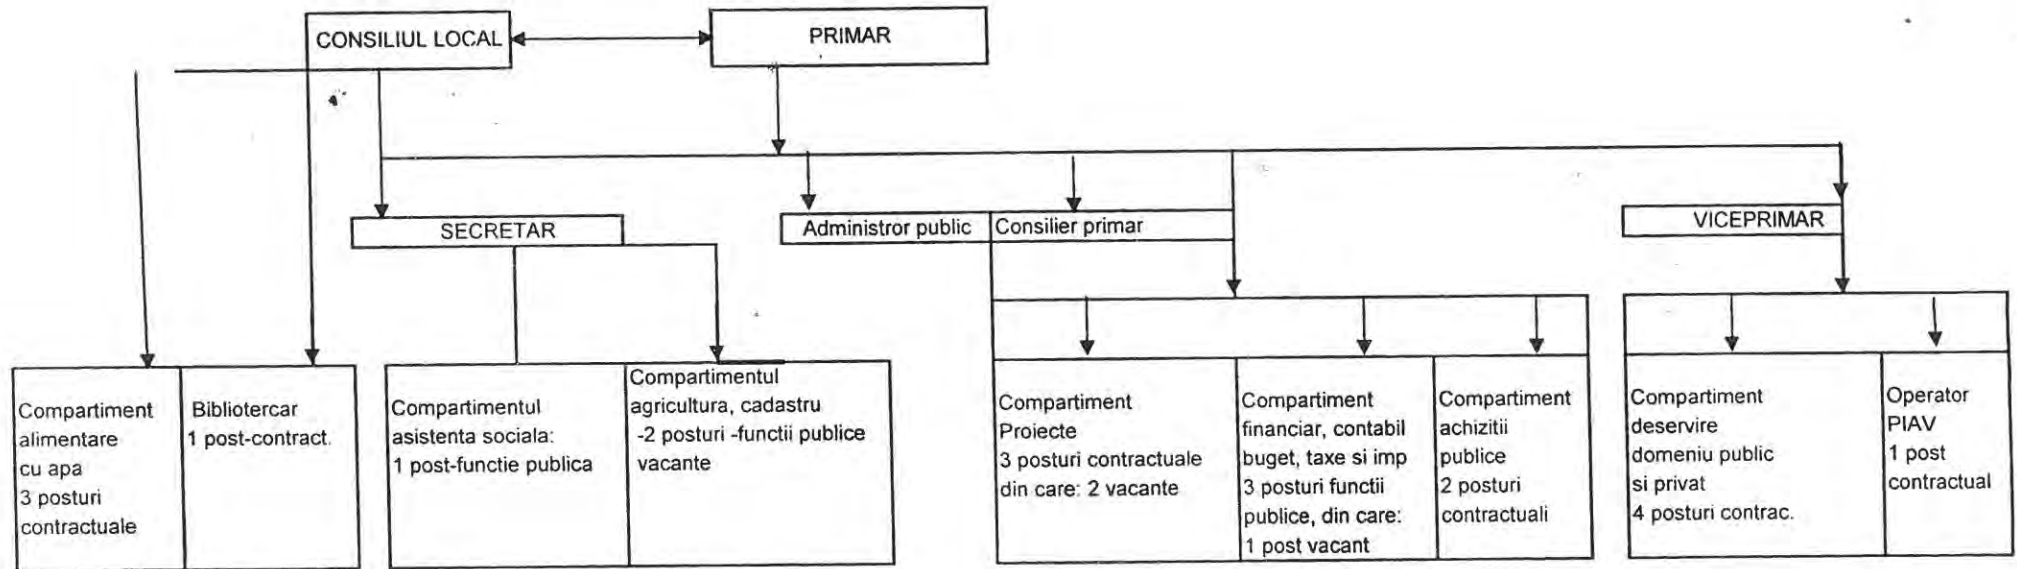 CONSILIUL LOCAL
PRIMAR
SECRETAR
Administror public
Consilier primar
VICEPRIMAR
Compartiment
alimentare
cu apa
3 posturi
contractuale
Bibliotercar
1 post-contract.
Compartimentul
asistenta sociala:
1 post-functie publica
Compartimentul
agricultura, cadastru
-2 posturi -functii publice
vacante
Compartiment
Proiecte
3 posturi contractuale
din care: 2 vacante
Compartiment
financiar, contabil
buget, taxe si imp
3 posturi functii
publice, din care:
1 post vacant
Compartiment
achizitii
publice
2 posturi
contractuali
Compartiment
deservire
domeniu public
si privat
4 posturi contrac.
Operator
PIAV
1 post
contractual